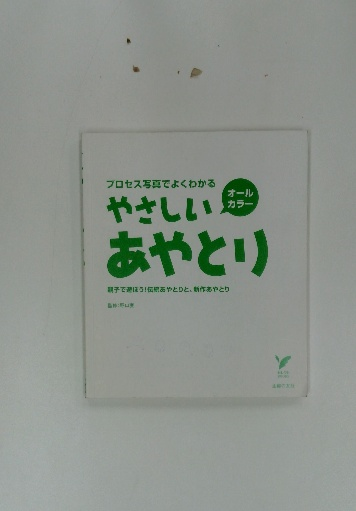 プロセス写真でよくわかる
やさしい
オール
カラー
あやとり
親子で遊ぼう!伝承あやとりと、新作あやとり